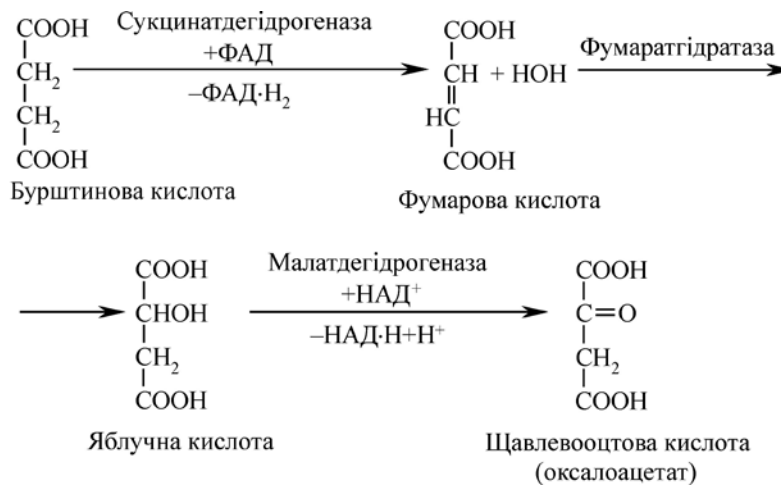 COOH
CH2
CH2
COOH
Бурштинова кислота
Сукцинатдегідрогеназа
+ФАД
–ФАД·H2
COOH
CH + HOH
HC
COOH
Фумарова кислота
Фумаратгідратаза
COOH
CHOH
CH2
COOH
Яблучна кислота
Малатдегідрогеназа
+НАД+
–НАД·Н+Н+
COOH
C=O
CH2
COOH
Щавлевооцтова кислота
(оксалоацетат)